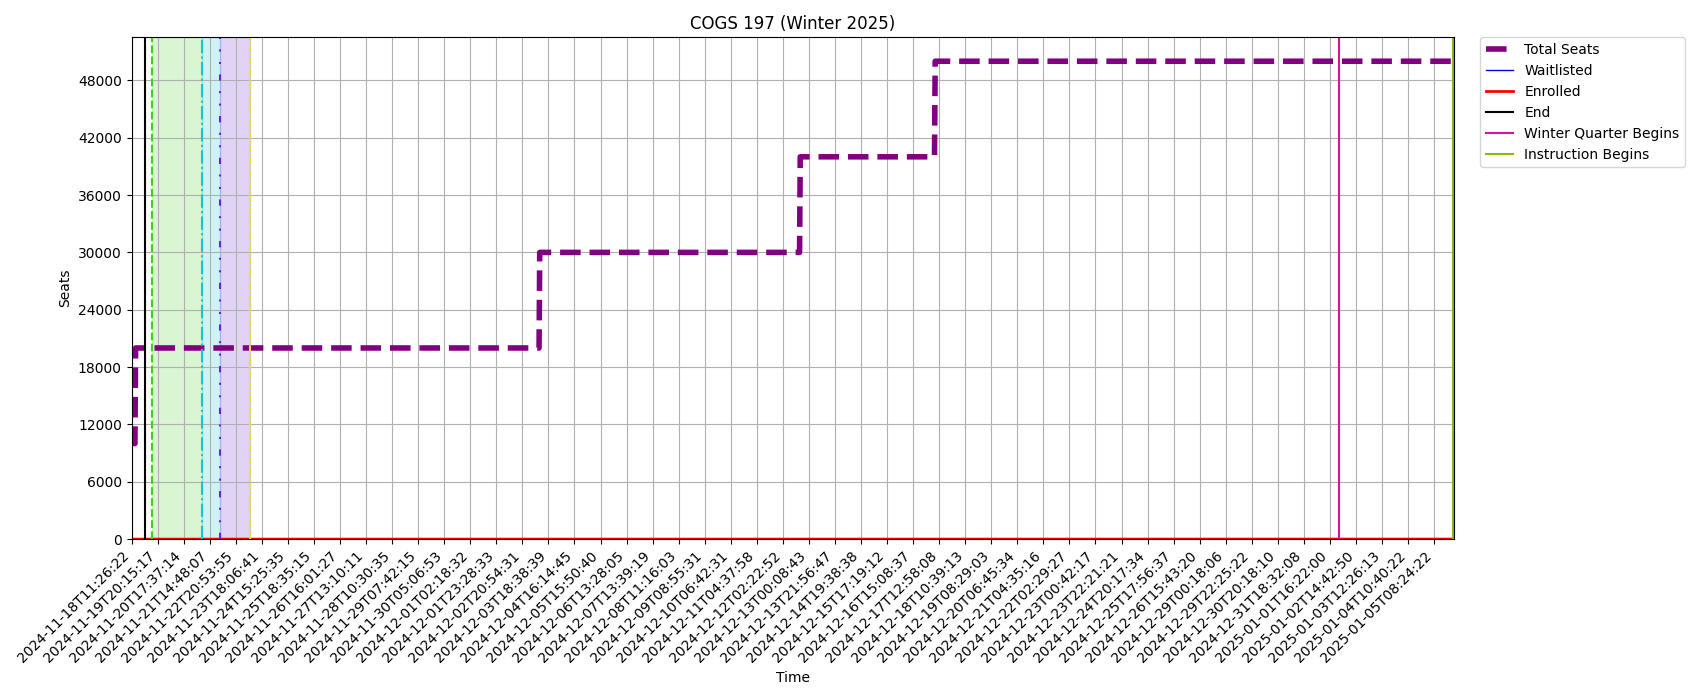 COGS 197 (Winter 2025)
Total Seats
Waitlisted
Enrolled
End
Winter Quarter Begins
Instruction Begins
Seats
48000
42000
36000
30000
24000
18000
12000
6000
0
2024-11-18T11:26:22
2024-11-19T20:15:17
2024-11-20T17:37:14
2024-11-21T14:48:07
2024-11-22T20:53:55
2024-11-23T18:06:41
2024-11-24T15:25:35
2024-11-25T18:35:15
2024-11-26T16:01:27
2024-11-27T13:10:11
2024-11-28T10:30:35
2024-11-29T07:42:15
2024-11-30T05:06:53
2024-12-01T02:18:32
2024-12-01T23:28:33
2024-12-02T20:54:31
2024-12-03T18:38:39
2024-12-04T16:14:45
2024-12-05T15:50:40
2024-12-06T13:28:05
2024-12-07T13:39:19
2024-12-08T11:16:03
2024-12-09T08:55:31
2024-12-10T06:42:31
2024-12-11T04:37:58
2024-12-12T02:22:52
2024-12-13T00:08:43
2024-12-13T21:56:47
2024-12-14T19:38:38
2024-12-15T17:19:12
2024-12-16T15:08:37
2024-12-17T12:58:08
2024-12-18T10:39:13
2024-12-19T08:29:03
2024-12-20T06:45:34
2024-12-21T04:35:16
2024-12-22T02:29:27
2024-12-23T00:42:17
2024-12-23T22:21:21
2024-12-24T20:17:34
2024-12-25T17:56:37
2024-12-26T15:43:20
2024-12-29T00:18:06
2024-12-29T22:25:22
2024-12-30T20:18:10
2024-12-31T18:32:08
2025-01-01T16:22:00
2025-01-02T14:42:50
2025-01-03T12:26:13
2025-01-04T10:40:22
2025-01-05T08:24:22
Time